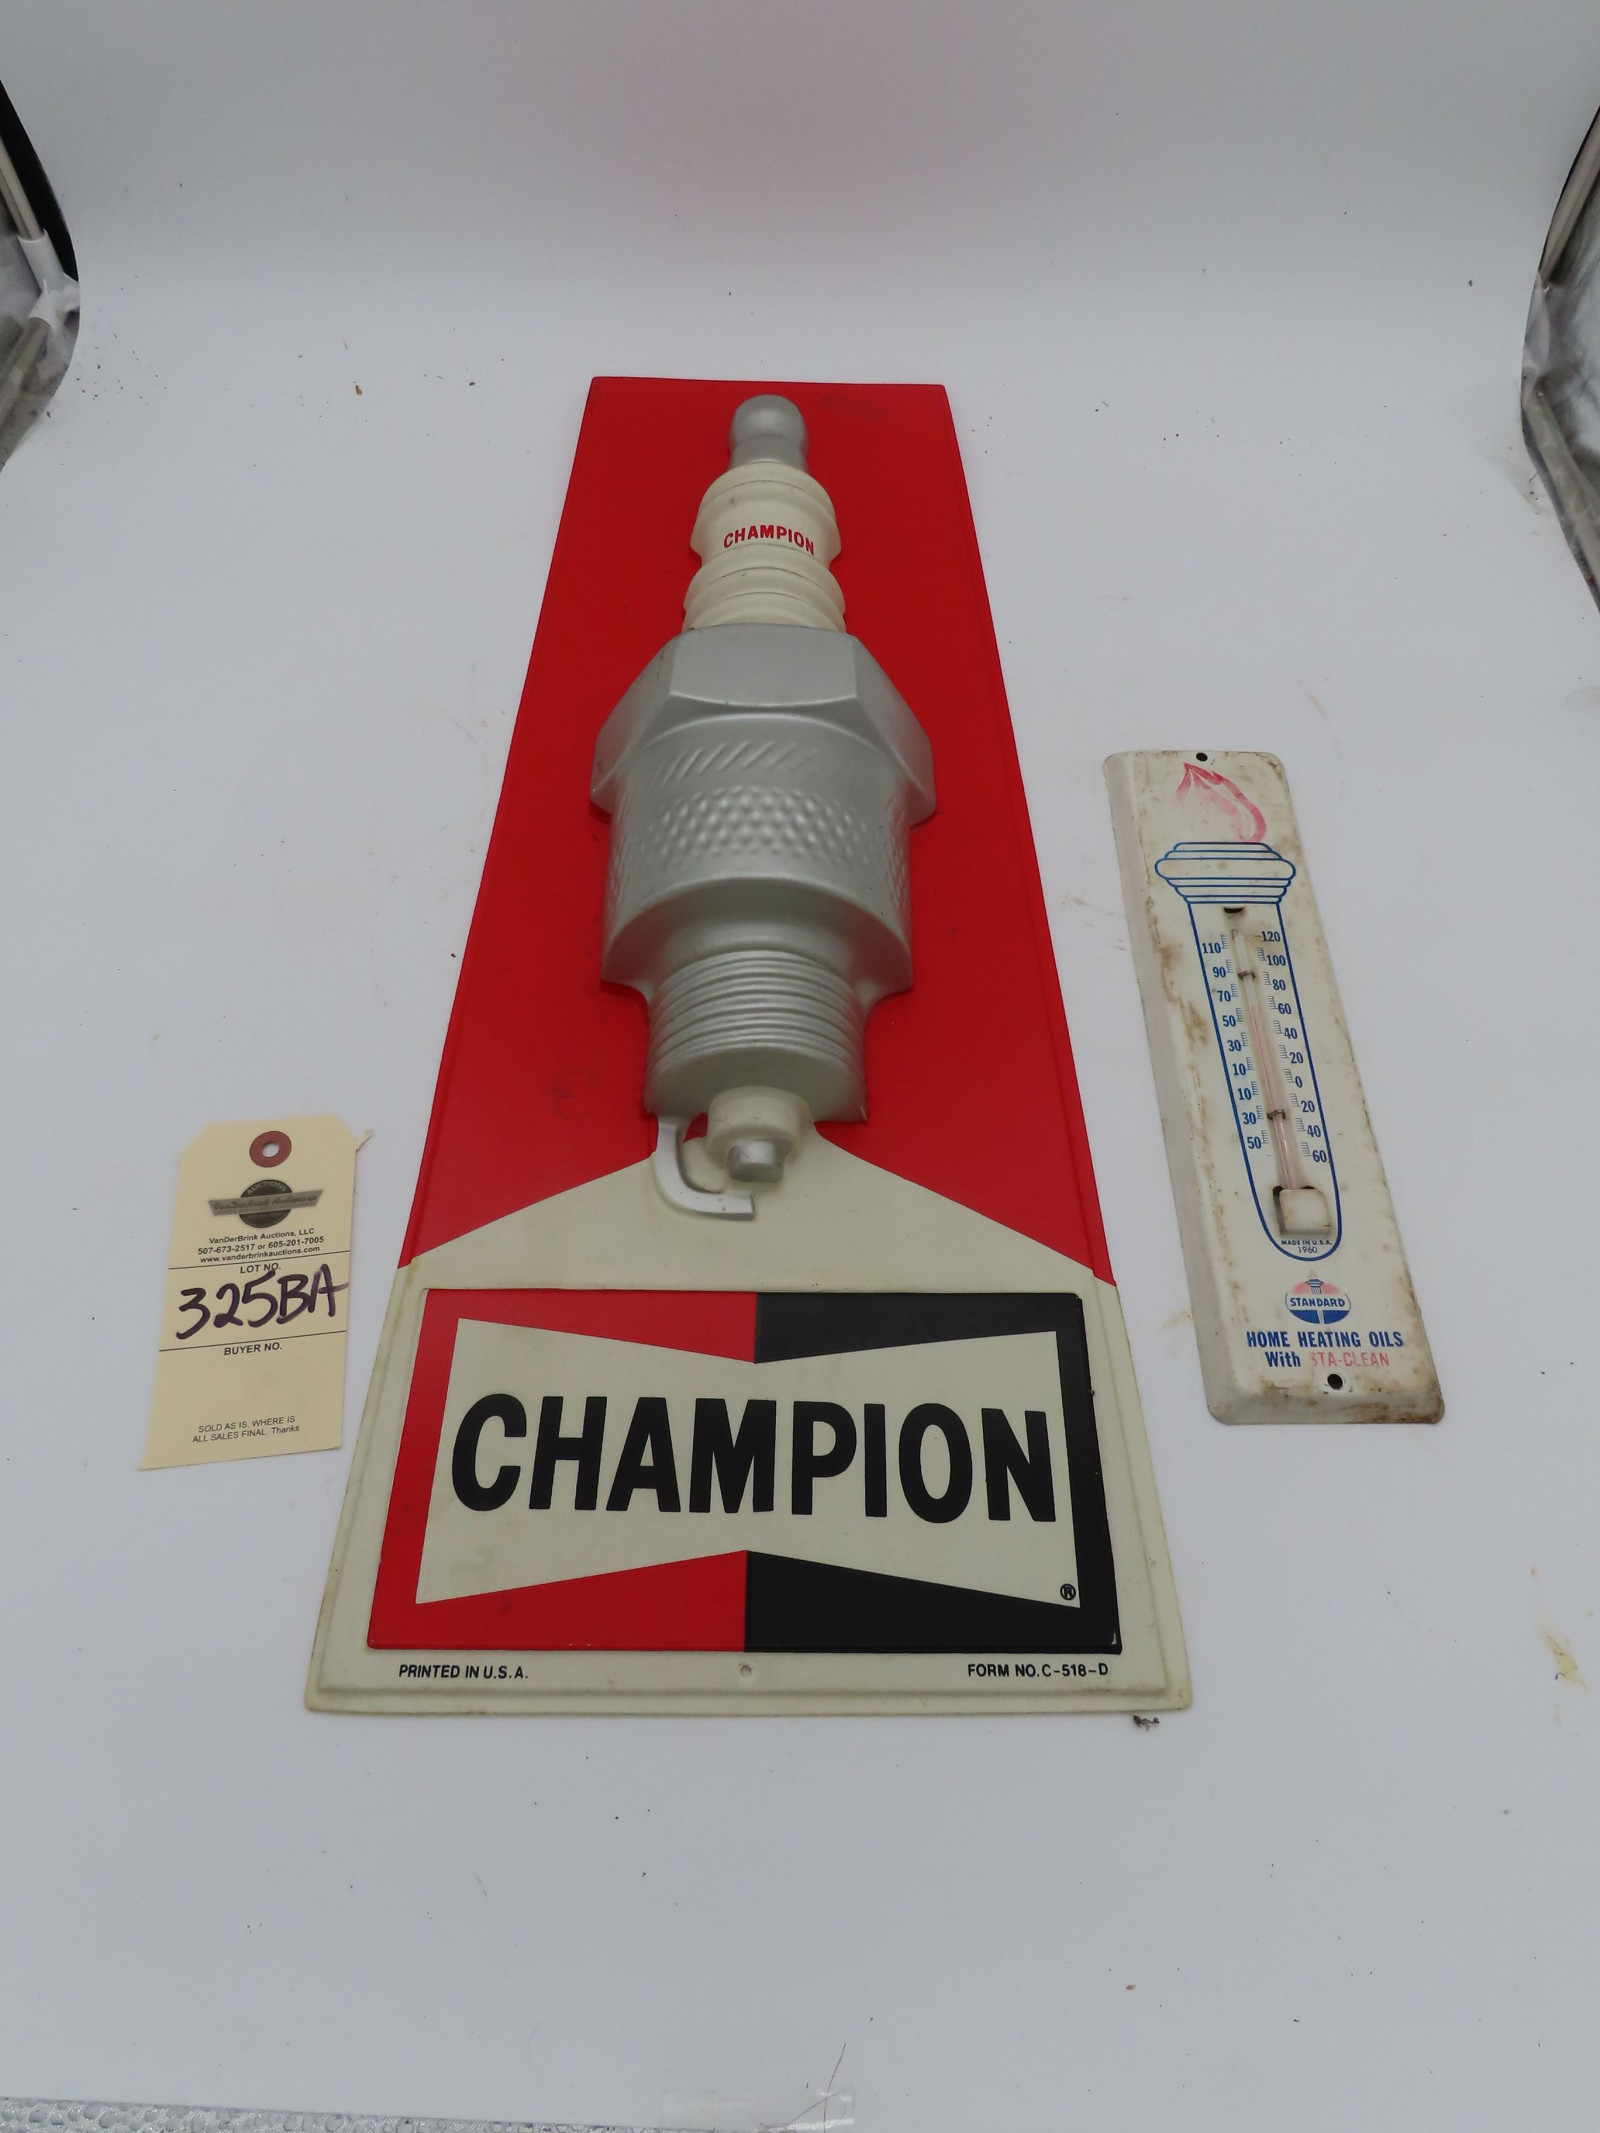 CHAMPION
CHAMPION
®
PRINTED IN U.S.A.
FORM NO. C-518-D
AUCTIONS
VanDerBrink Auctions, LLC
507-673-2517 or 605-201-7005
www.vanderbrinkauctions.com
LOT NO.
325BA
BUYER NO.
SOLD AS IS, WHERE IS
ALL SALES FINAL. Thanks
110 120
90 100
70 80
50 60
30 40
10 20
10 0
30 20
50 40
60
MADE IN U.S.A.
1960
STANDARD
HOME HEATING OILS
With STA-CLEAN